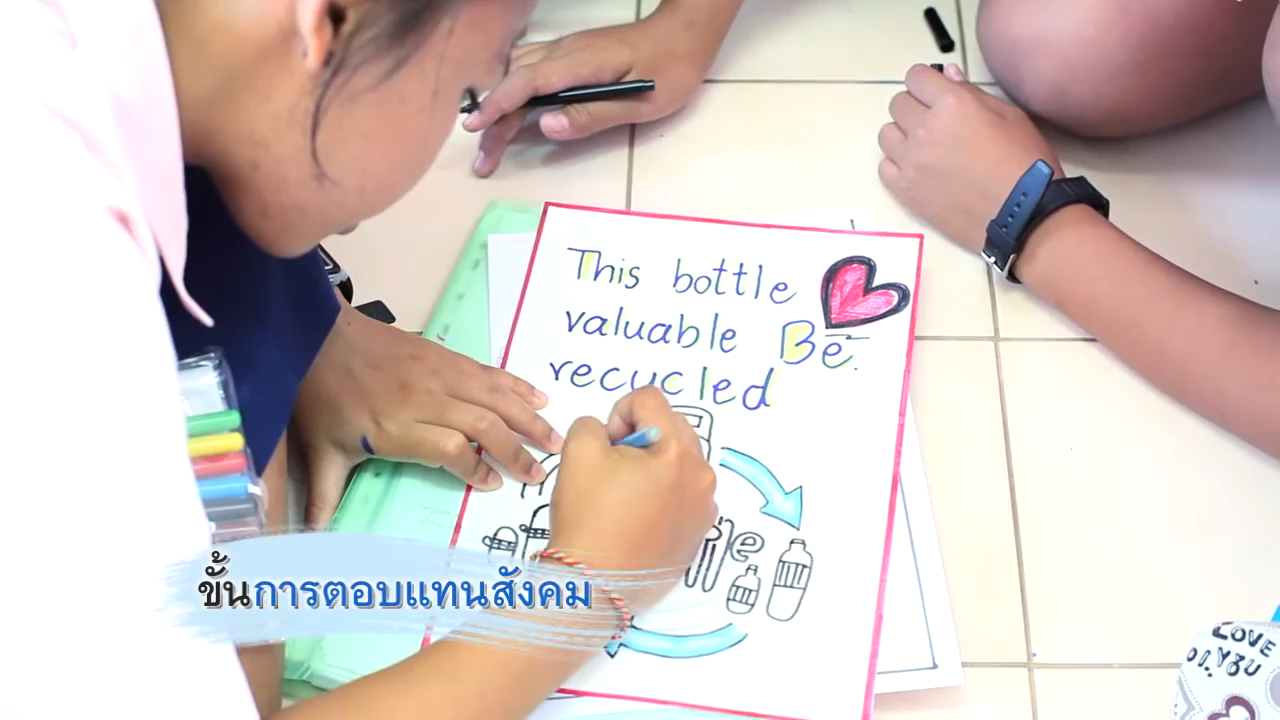 This bottle
valuable Be.
recycled
ขั้นการตอบแทนสังคม
LOVE
YOU